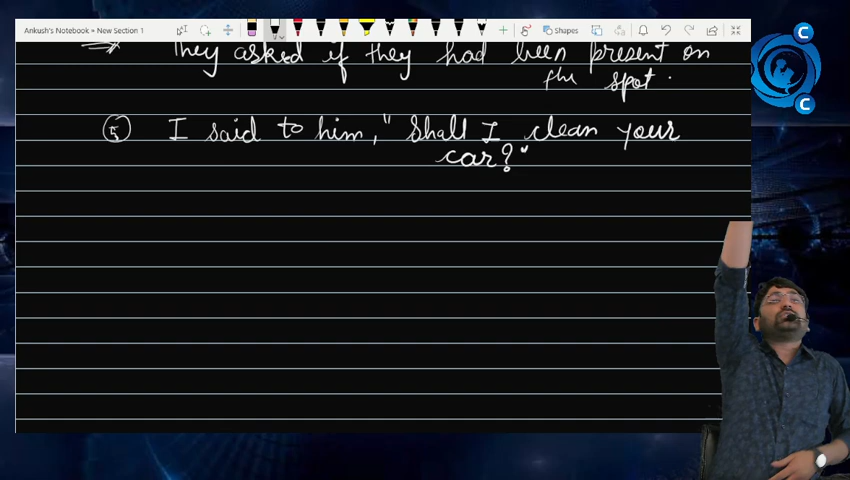 Ankush's Notebook » New Section 1
Shapes
They asked if they had been present on
the spot.
⑤ I said to him, "Shall I clean your
car?"
C
C